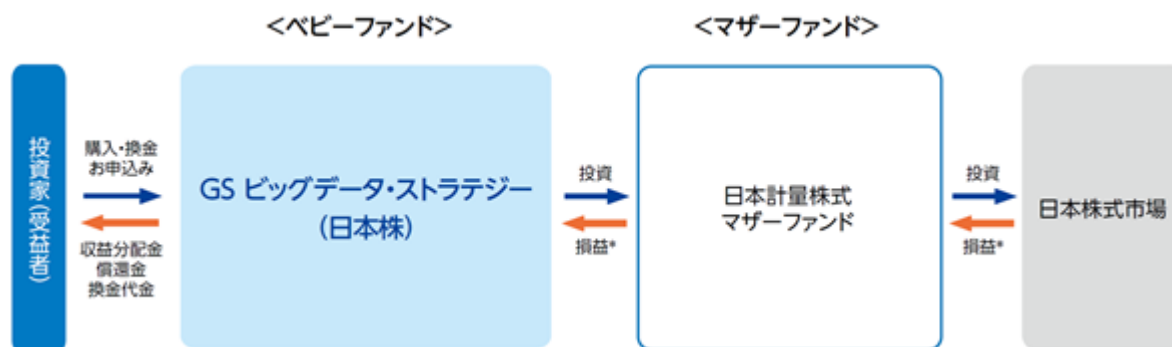 <ベビーファンド>
<マザーファンド>
投資家(受益者)
購入・換金
お申込み
収益分配金
償還金
換金代金
GS ビッグデータ・ストラテジー
(日本株)
投資
損益*
日本計量株式
マザーファンド
投資
損益*
日本株式市場